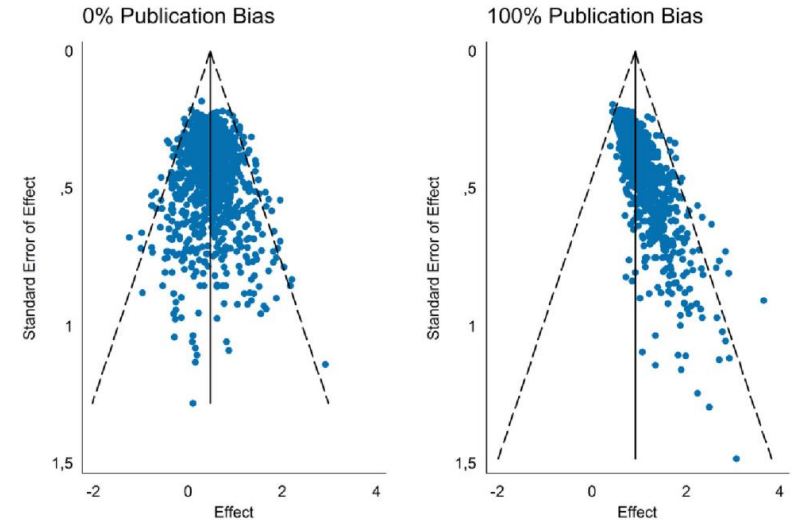 0% Publication Bias
Standard Error of Effect
0
,5
1
1,5
-2 0 2 4
Effect
100% Publication Bias
Standard Error of Effect
0
,5
1
1,5
-2 0 2 4
Effect